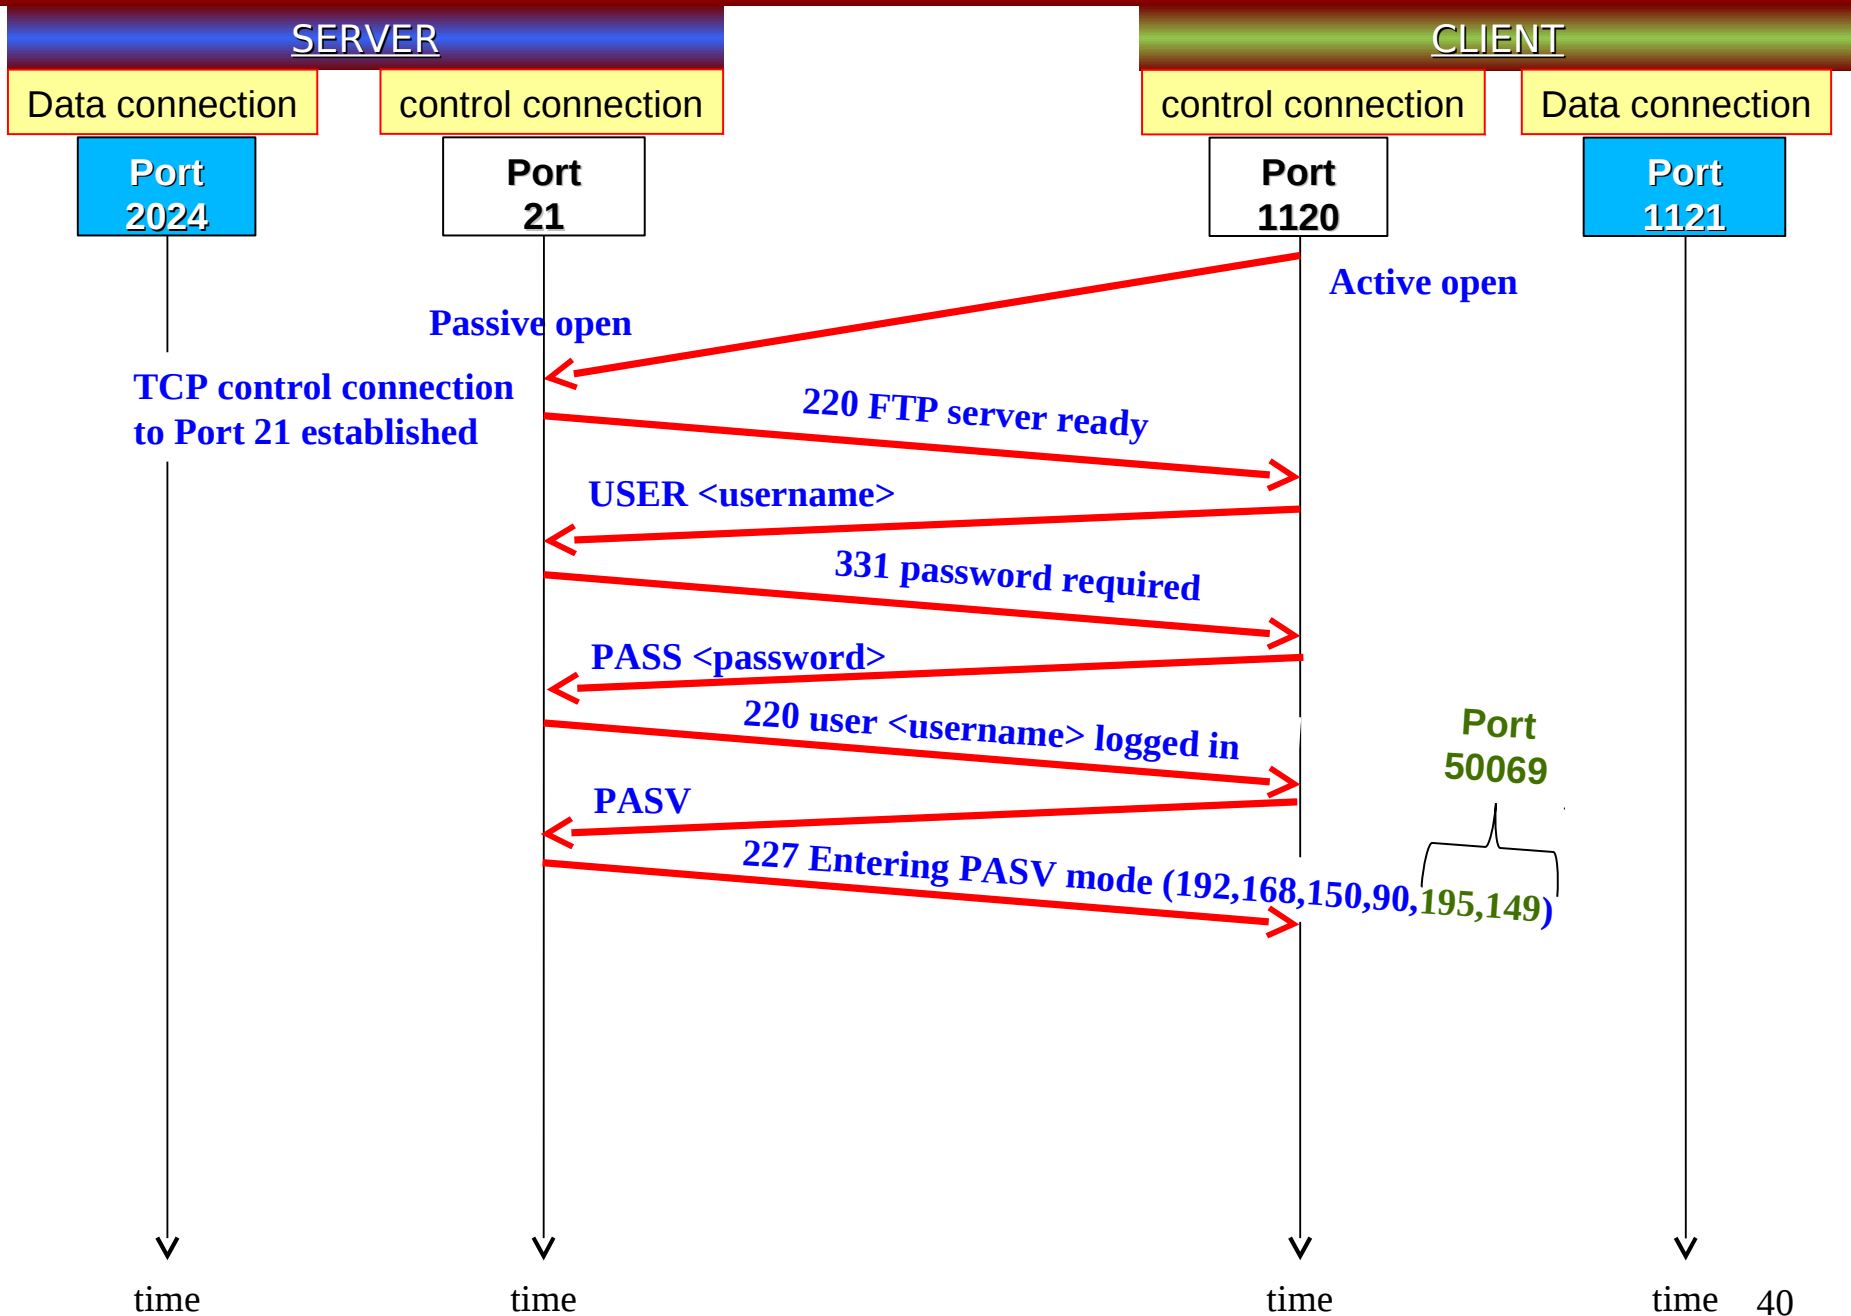 SERVER
CLIENT
Data connection
control connection
control connection
Data connection
Port
2024
Port
21
Port
1120
Port
1121
Active open
Passive open
TCP control connection
to Port 21 established
220 FTP server ready
USER <username>
331 password required
PASS <password>
220 user <username> logged in
Port
50069
PASV
227 Entering PASV mode (192,168,150,90,195,149)
time
time
time
time
40